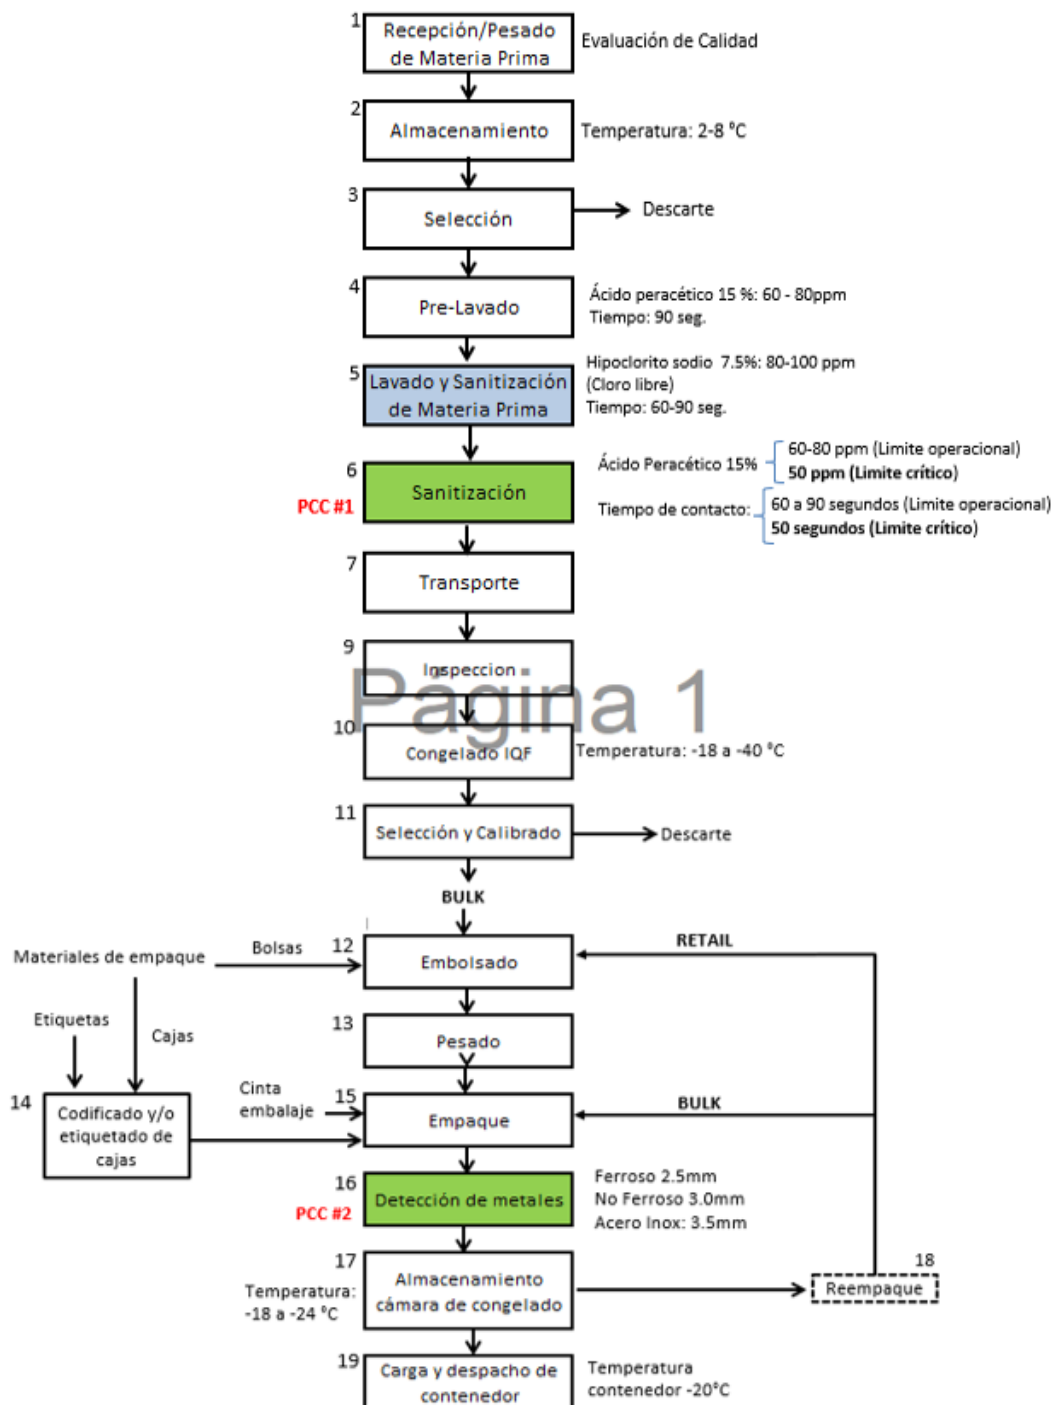 1
Recepción/Pesado
de Materia Prima
Evaluación de Calidad
2
Almacenamiento
Temperatura: 2-8 °C
3
Selección
Descarte
4
Pre-Lavado
Ácido peracético 15 %: 60 - 80ppm
Tiempo: 90 seg.
5
Lavado y Sanitización
de Materia Prima
Hipoclorito sodio 7.5%: 80-100 ppm
(Cloro libre)
Tiempo: 60-90 seg.
6
PCC #1
Sanitización
Ácido Peracético 15%
60-80 ppm (Limite operacional)
50 ppm (Limite crítico)
Tiempo de contacto:
60 a 90 segundos (Limite operacional)
50 segundos (Limite crítico)
7
Transporte
9
Inspeccion
Página 1
10
Congelado IQF
Temperatura: -18 a -40 °C
11
Selección y Calibrado
Descarte
BULK
Materiales de empaque
Bolsas
12
Embolsado
RETAIL
Etiquetas
Cajas
13
Pesado
14
Codificado y/o
etiquetado de
cajas
Cinta
embalaje
15
Empaque
BULK
16
PCC #2
Detección de metales
Ferroso 2.5mm
No Ferroso 3.0mm
Acero Inox: 3.5mm
17
Temperatura:
-18 a -24 °C
Almacenamiento
cámara de congelado
18
Reempaque
19
Carga y despacho de
contenedor
Temperatura
contenedor -20°C